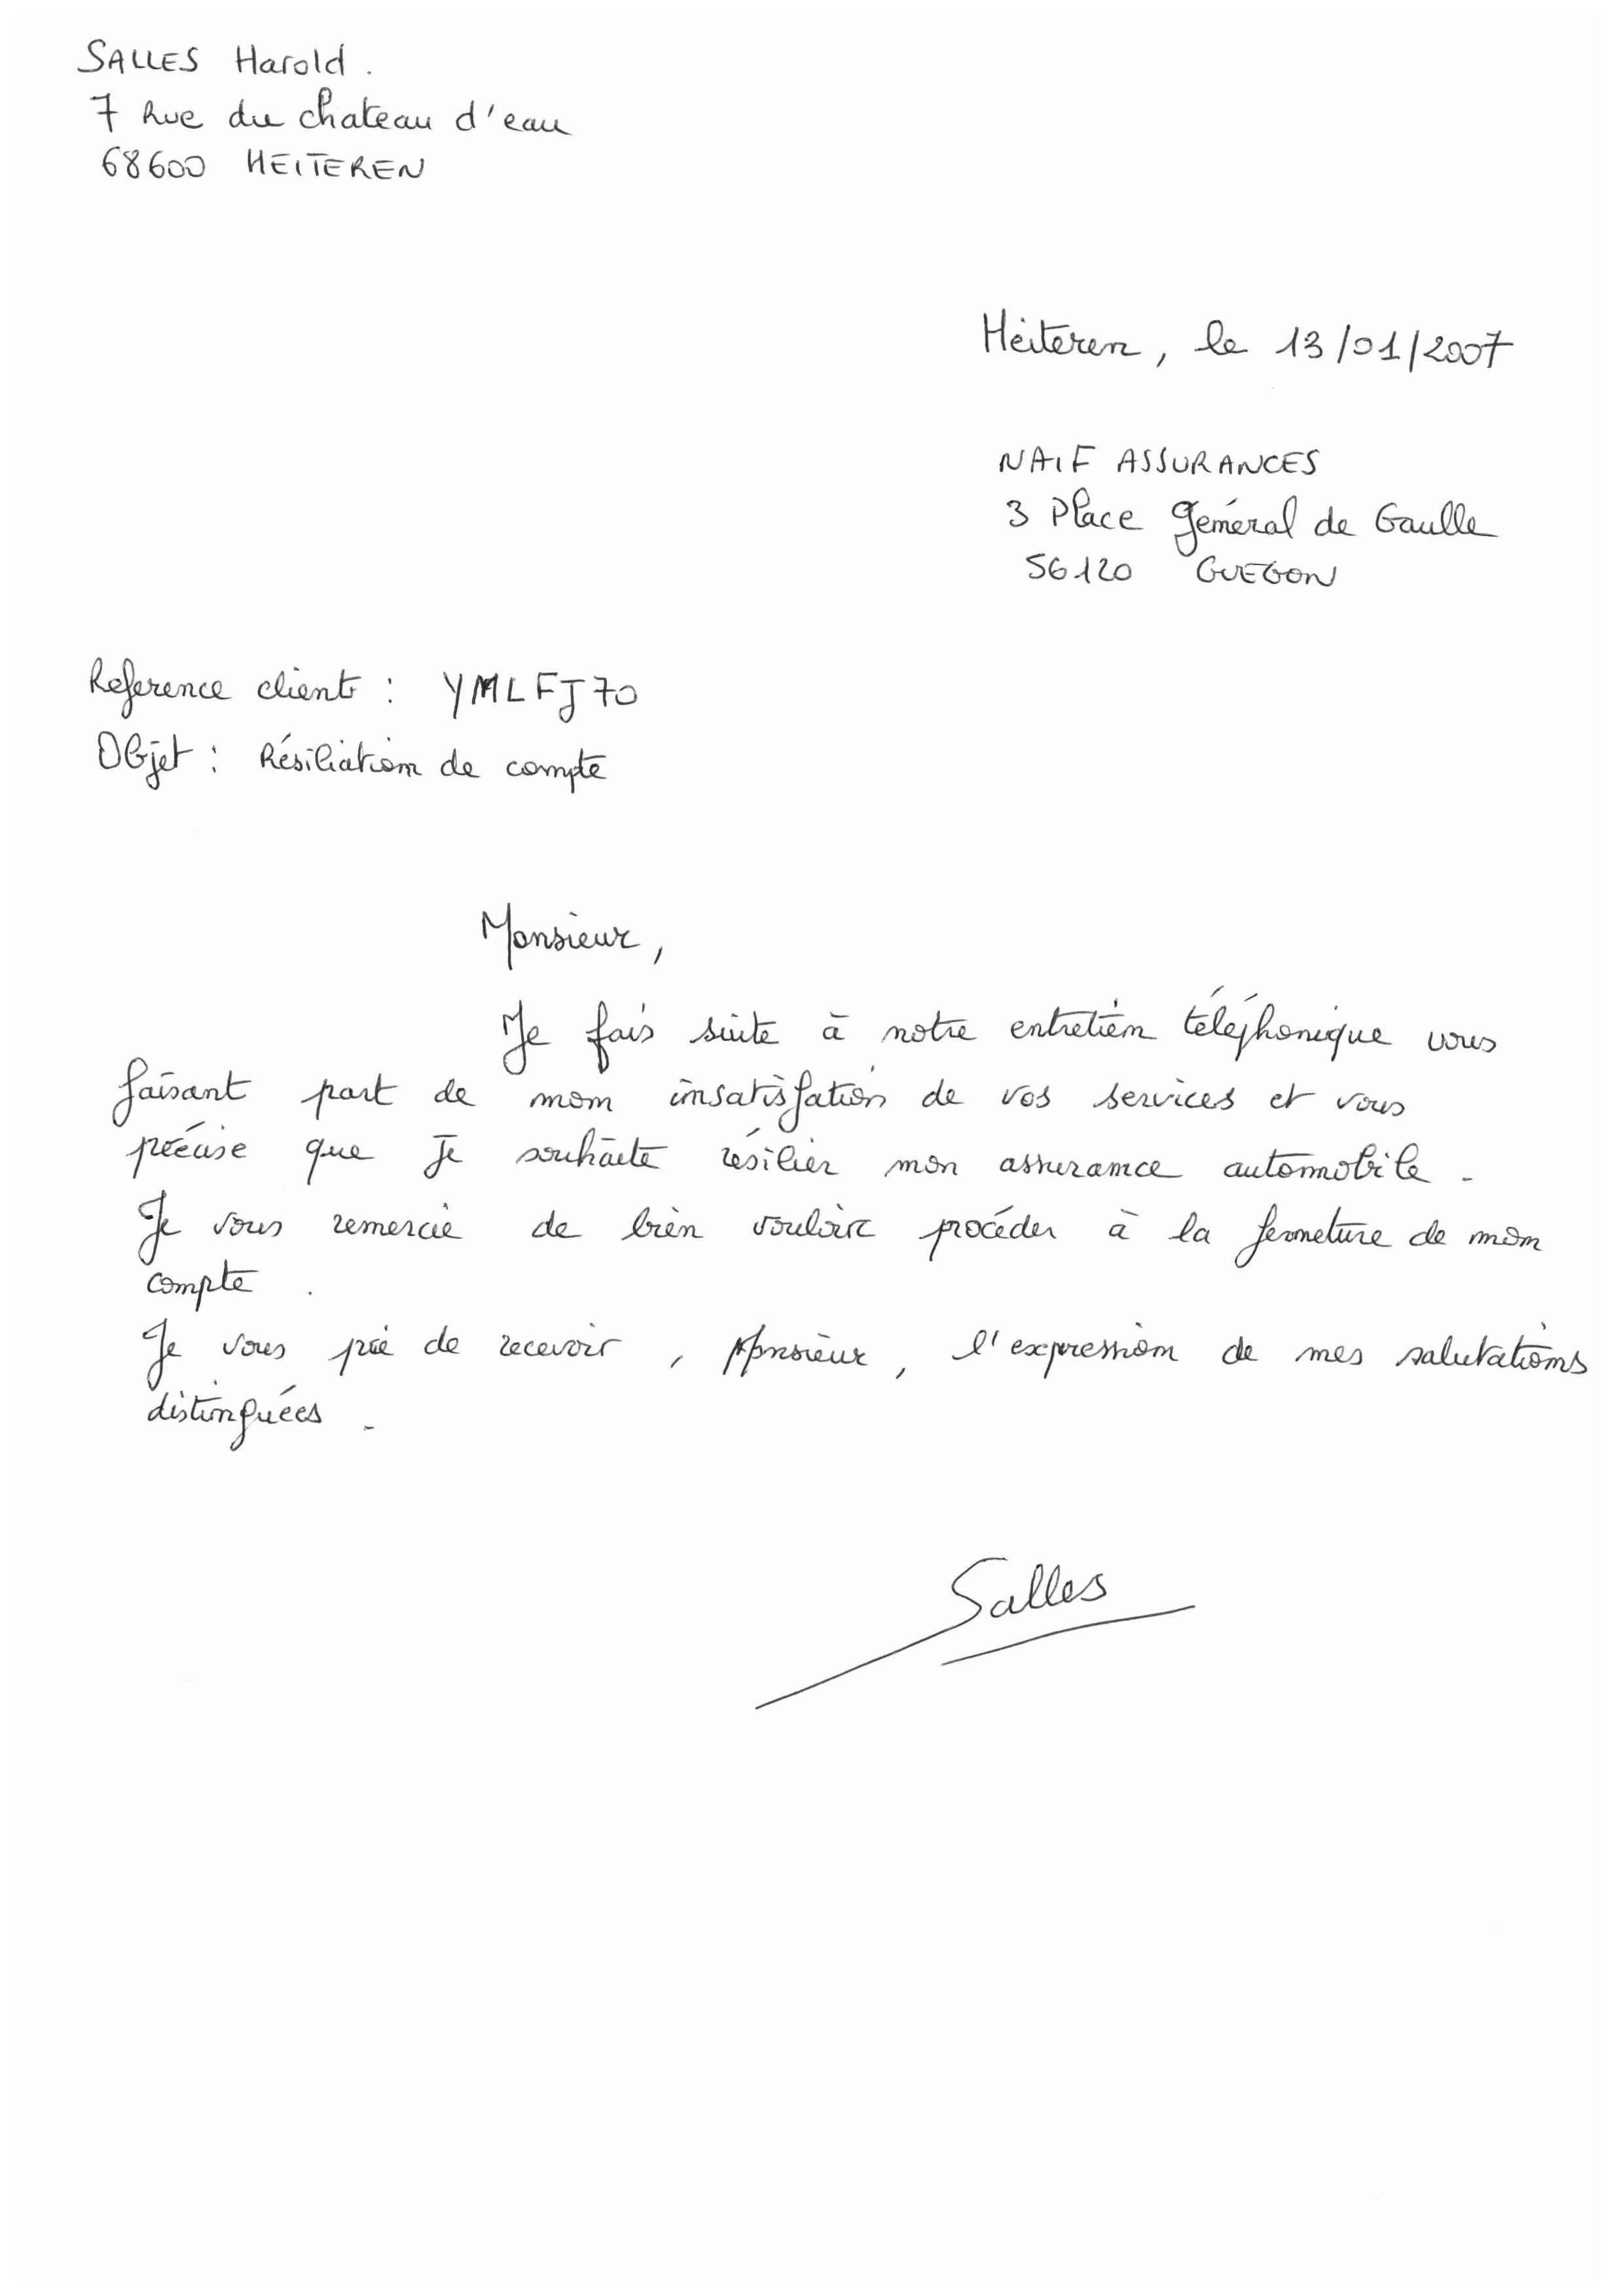 SALLES Harold.
7 Rue du chateau d'eau
68600 HEITEREN
Heiteren, le 13/01/2007
NAIF ASSURANCES
3 Place général de Gaulle
56120 GUEGON
Reference client : YMLFJ70
Objet : Résiliation de compte
Monsieur,
Je fais suite à notre entretien téléphonique vous
faisant part de mon insatisfation de vos services et vous
précise que Je souhaite résilier mon assurance automobile.
Je vous remercie de bien vouloir procéder à la fermeture de mon
compte.
Je vous prie de recevoir, Monsieur, l'expression de mes salutations
distinguées.
Salles